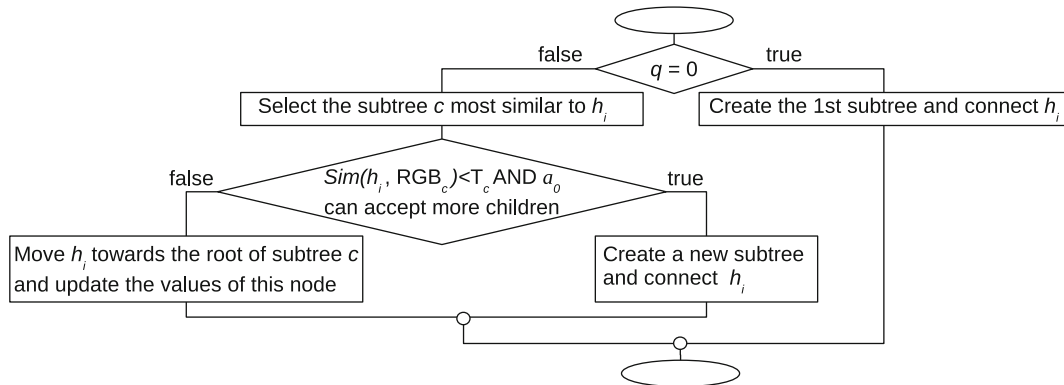 false
true
q = 0
Select the subtree c most similar to h_i
Create the 1st subtree and connect h_i
false
true
Sim(h_i, RGB_c)<T_c AND a_0
can accept more children
Move h_i towards the root of subtree c
and update the values of this node
Create a new subtree
and connect h_i